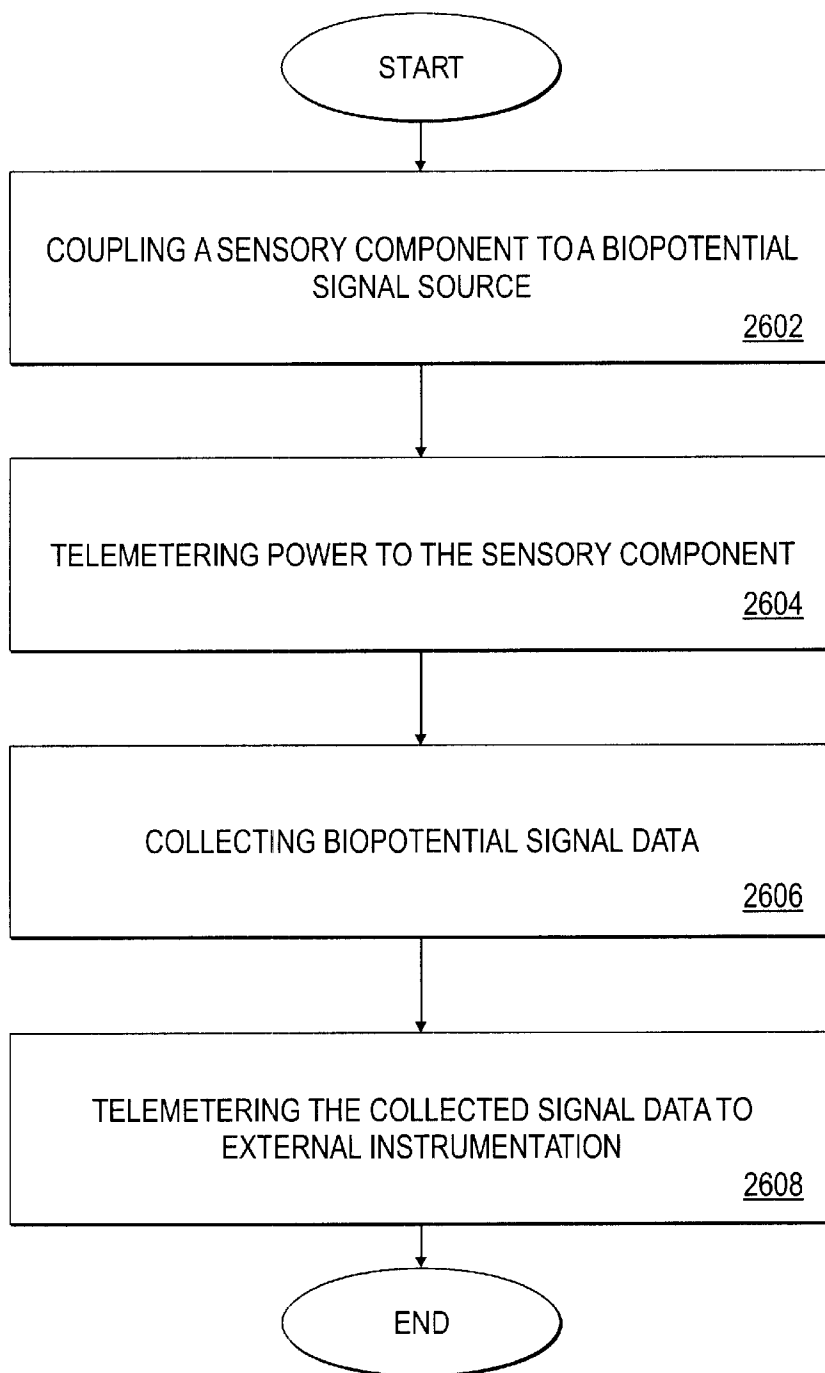 START
COUPLING A SENSORY COMPONENT TO A BIOPOTENTIAL
SIGNAL SOURCE
2602
TELEMETERING POWER TO THE SENSORY COMPONENT
2604
COLLECTING BIOPOTENTIAL SIGNAL DATA
2606
TELEMETERING THE COLLECTED SIGNAL DATA TO
EXTERNAL INSTRUMENTATION
2608
END